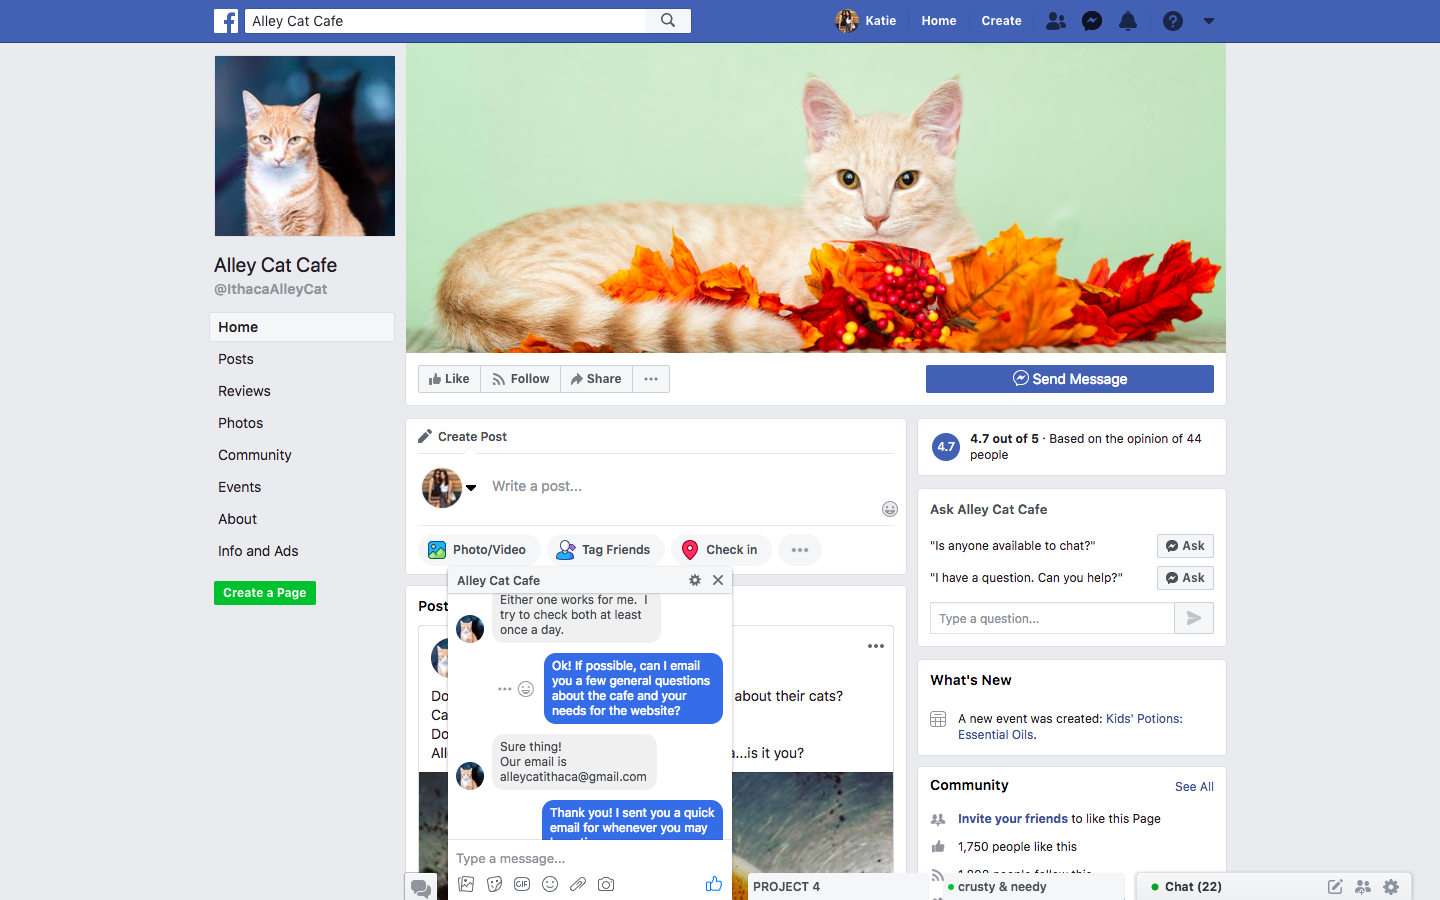 Alley Cat Cafe
Katie
Home
Create
Alley Cat Cafe
@IthacaAlleyCat
Home
Posts
Reviews
Photos
Community
Events
About
Info and Ads
Create a Page
Like
Follow
Share
Send Message
Create Post
Write a post...
Photo/Video
Tag Friends
Check in
Post
Do
about their cats?
Ca
Do
All
a...is it you?
Alley Cat Cafe
Either one works for me. I
try to check both at least
once a day.
Ok! If possible, can I email
you a few general questions
about the cafe and your
needs for the website?
Sure thing!
Our email is
alleycatithaca@gmail.com
Thank you! I sent you a quick
email for whenever you may
Type a message...
GIF
4.7
4.7 out of 5 · Based on the opinion of 44
people
Ask Alley Cat Cafe
"Is anyone available to chat?"
Ask
"I have a question. Can you help?"
Ask
Type a question...
What's New
A new event was created: Kids' Potions:
Essential Oils.
Community
See All
Invite your friends to like this Page
1,750 people like this
PROJECT 4
crusty & needy
Chat (22)